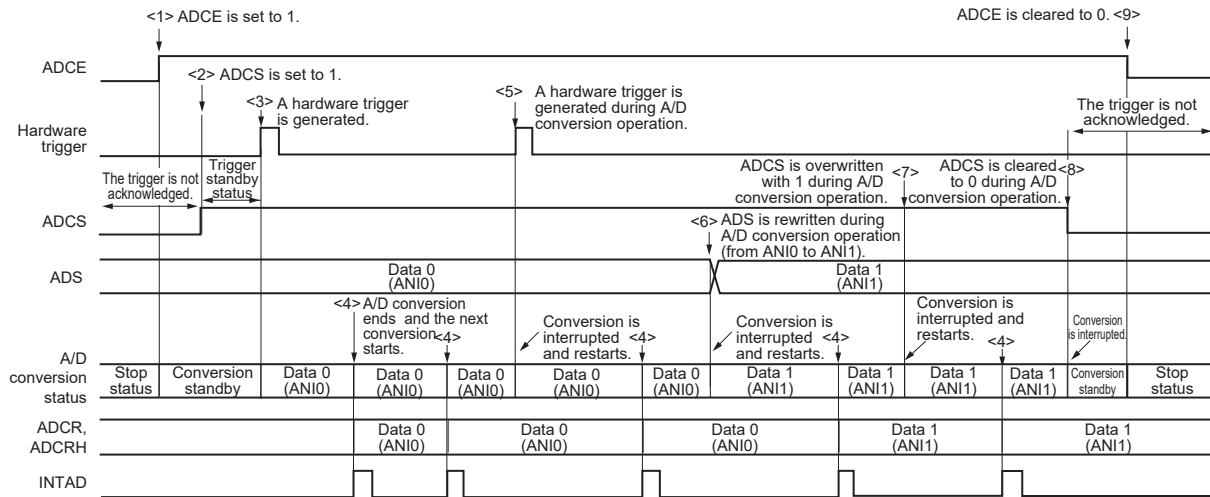 <1> ADCE is set to 1.
ADCE is cleared to 0. <9>
ADCE
<2> ADCS is set to 1.
<3> A hardware trigger
is generated.
<5> A hardware trigger is
generated during A/D
conversion operation.
The trigger is not
acknowledged.
Hardware
trigger
The trigger is not
acknowledged.
Trigger
standby
status
ADCS is overwritten
with 1 during A/D
conversion operation.
<7>
ADCS is cleared
to 0 during A/D
conversion operation.
<8>
ADCS
<6> ADS is rewritten during
A/D conversion operation
(from ANI0 to ANI1).
ADS
Data 0
(ANI0)
Data 1
(ANI1)
<4> A/D conversion
ends and the next
conversion
starts.
<4>
Conversion is
interrupted
and restarts.
<4>
Conversion is
interrupted
and restarts.
<4>
Conversion is
interrupted and
restarts.
<4>
Conversion
is interrupted.
A/D
conversion
status
Stop
status
Conversion
standby
Data 0
(ANI0)
Data 0
(ANI0)
Data 0
(ANI0)
Data 0
(ANI0)
Data 0
(ANI0)
Data 1
(ANI1)
Data 1
(ANI1)
Data 1
(ANI1)
Data 1
(ANI1)
Conversion
standby
Stop
status
ADCR,
ADCRH
Data 0
(ANI0)
Data 0
(ANI0)
Data 0
(ANI0)
Data 1
(ANI1)
Data 1
(ANI1)
INTAD